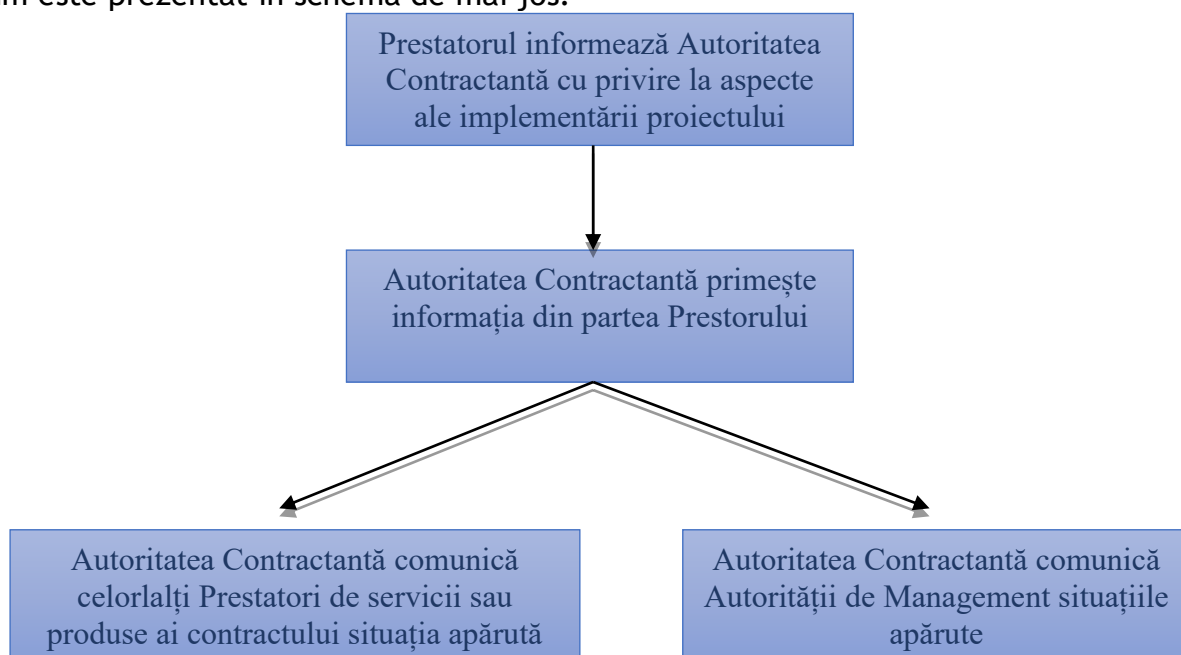 este prezentat în schema de mai jos.
Prestatorul informează Autoritatea
Contractantă cu privire la aspecte
ale implementării proiectului
Autoritatea Contractantă primește
informația din partea Prestorului
Autoritatea Contractantă comunică
celorlalți Prestatori de servicii sau
produse ai contractului situația apărută
Autoritatea Contractantă comunică
Autorității de Management situațiile
apărute